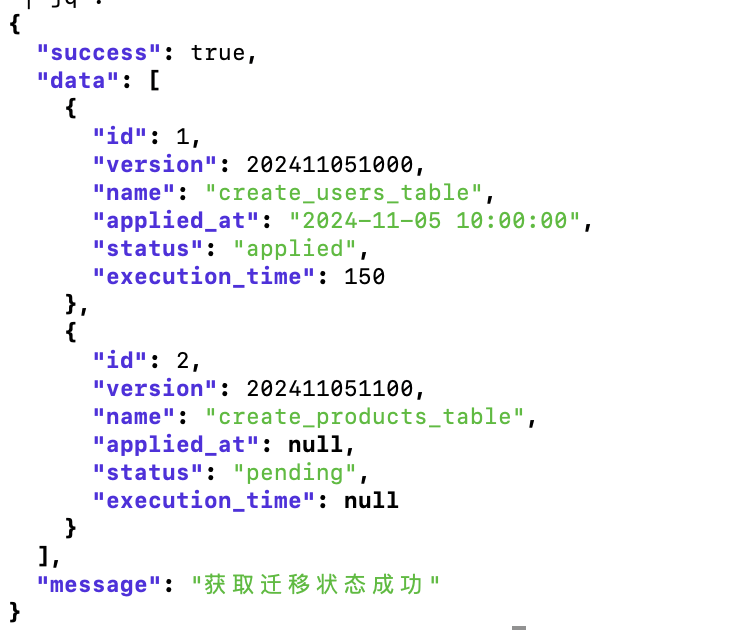 {
  "success": true,
  "data": [
    {
      "id": 1,
      "version": 202411051000,
      "name": "create_users_table",
      "applied_at": "2024-11-05 10:00:00",
      "status": "applied",
      "execution_time": 150
    },
    {
      "id": 2,
      "version": 202411051100,
      "name": "create_products_table",
      "applied_at": null,
      "status": "pending",
      "execution_time": null
    }
  ],
  "message": "获取迁移状态成功"
}